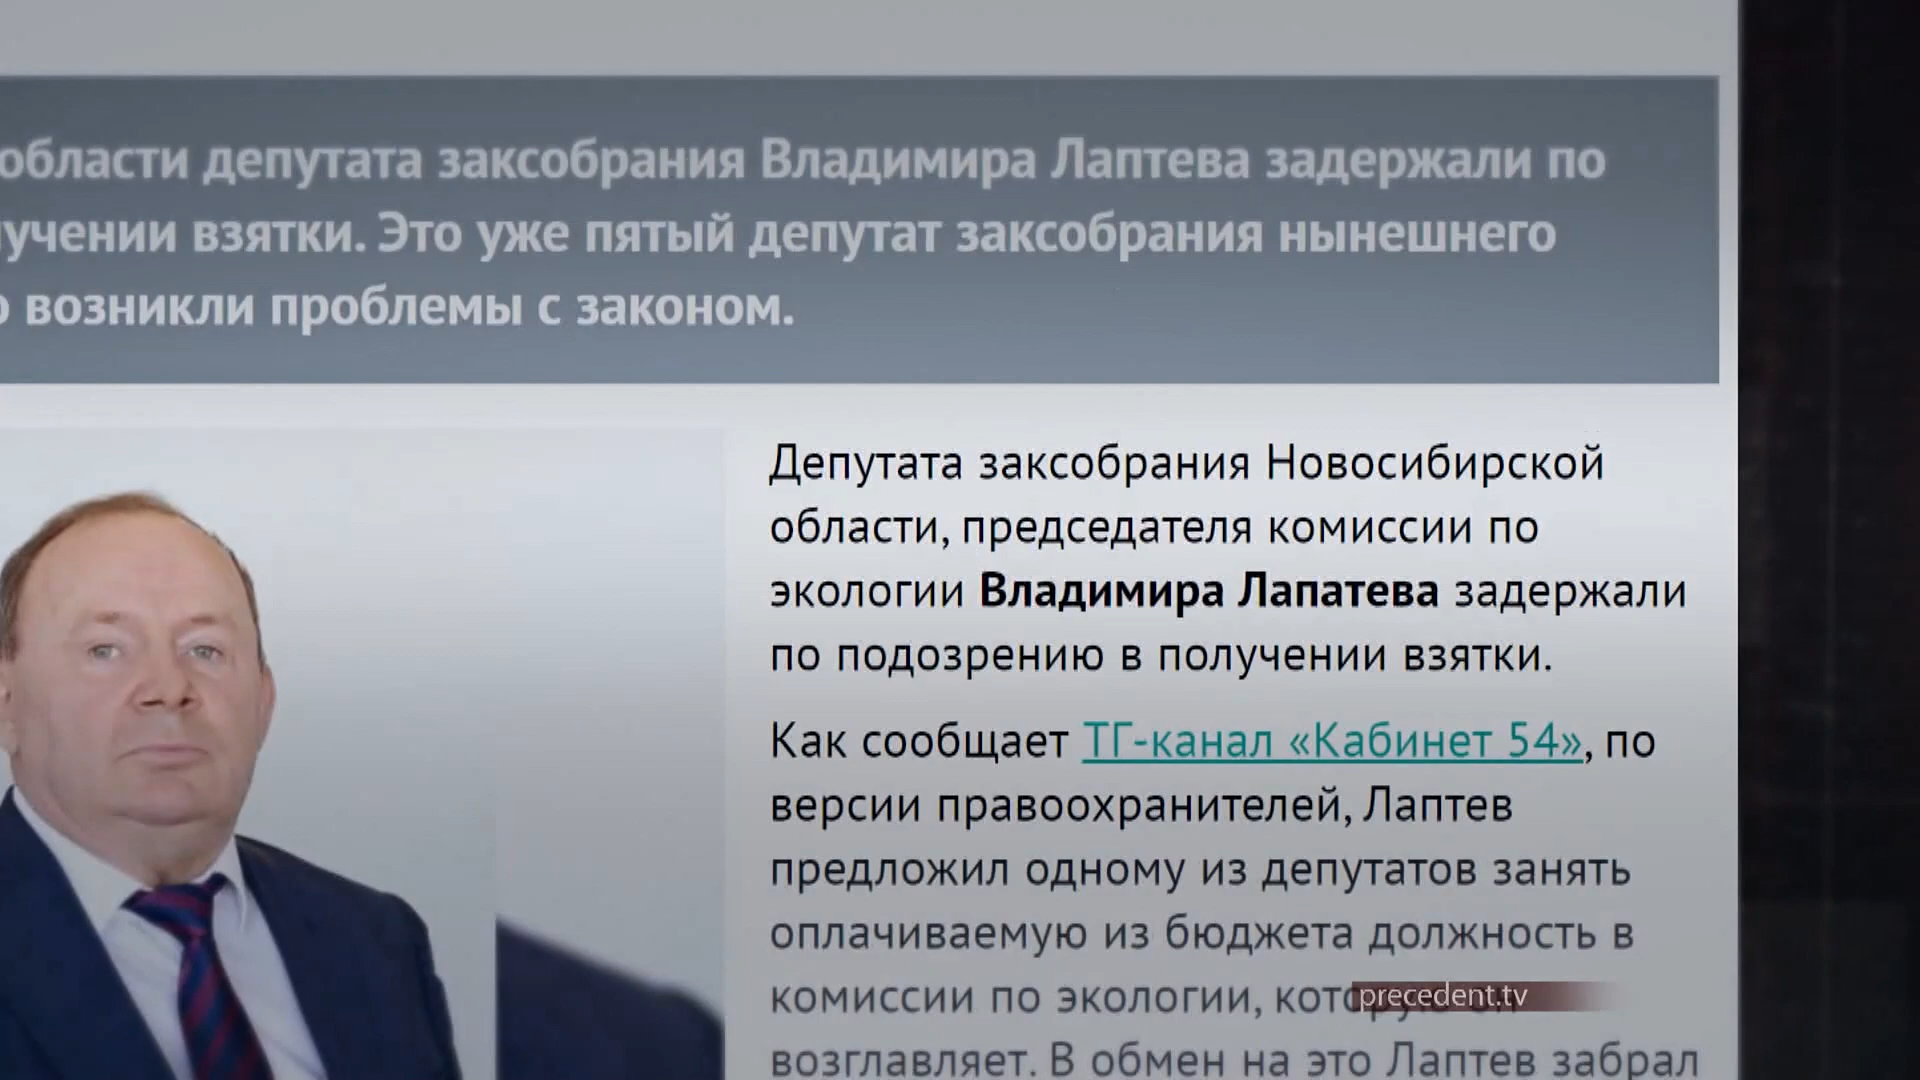 области депутата заксобрания Владимира Лаптева задержали по
учении взятки. Это уже пятый депутат заксобрания нынешнего
возникли проблемы с законом.
Депутата заксобрания Новосибирской
области, председателя комиссии по
экологии Владимира Лапатева задержали
по подозрению в получении взятки.
Как сообщает ТГ-канал «Кабинет 54», по
версии правоохранителей, Лаптев
предложил одному из депутатов занять
оплачиваемую из бюджета должность в
комиссии по экологии, которую он
precedent.tv
возглавляет. В обмен на это Лаптев забрал